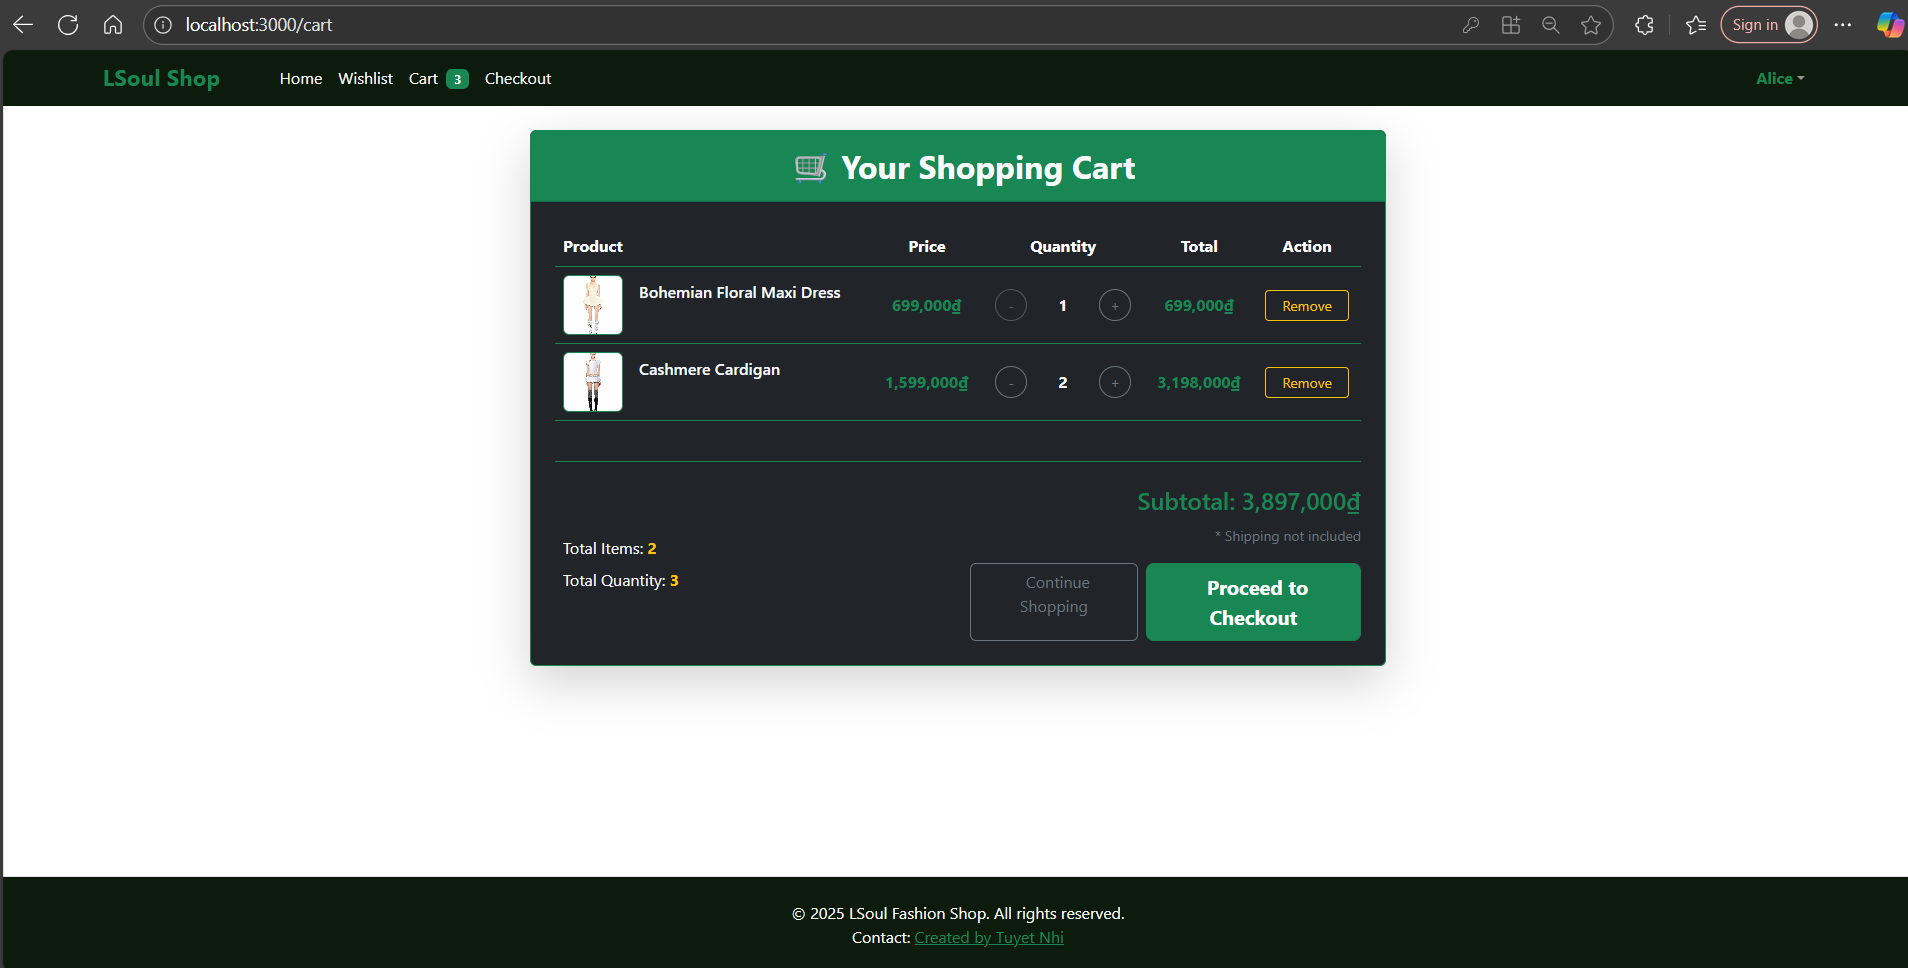 localhost:3000/cart
Sign in
LSoul Shop Home Wishlist Cart 3 Checkout Alice
Your Shopping Cart
Product Price Quantity Total Action
Bohemian Floral Maxi Dress 699,000₫ - 1 + 699,000₫ Remove
Cashmere Cardigan 1,599,000₫ - 2 + 3,198,000₫ Remove
Subtotal: 3,897,000₫
* Shipping not included
Total Items: 2
Total Quantity: 3
Continue
Shopping
Proceed to
Checkout
© 2025 LSoul Fashion Shop. All rights reserved.
Contact: Created by Tuyet Nhi